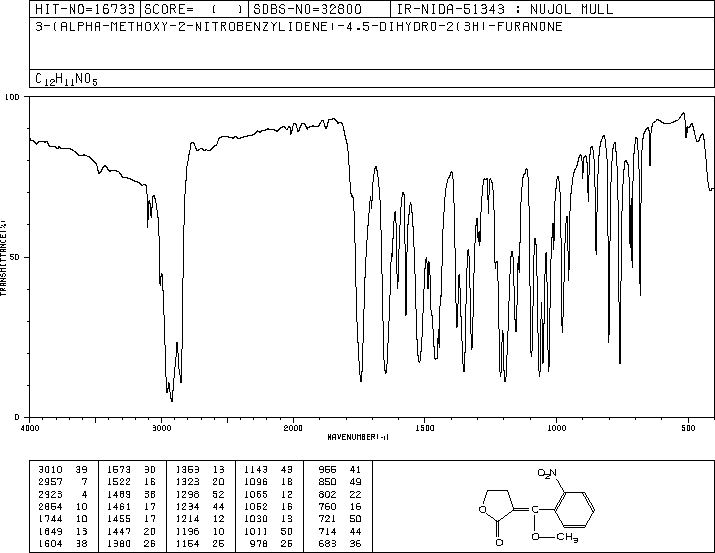 HIT-NO=16733 SCORE= ( ) SDBS-NO=32800 IR-NIDA-51343 : NUJOL MULL
3-(ALPHA-METHOXY-2-NITROBENZYLIDENE)-4,5-DIHYDRO-2(3H)-FURANONE
C12H11NO5
100
50
0
TRANSMITTANCE(%)
4000 3000 2000 1500 1000 500
WAVENUMBER(-1)
3010 39 1573 30 1353 13 1143 43 966 41
2957 7 1522 16 1323 20 1096 18 850 49
2923 4 1489 38 1298 52 1065 12 802 22
2854 10 1461 17 1234 44 1052 16 760 16
1744 10 1455 17 1214 12 1030 13 721 50
1649 13 1447 20 1196 10 1011 50 714 44
1604 38 1380 26 1154 26 978 25 683 36
O2N
O
C
O
O—CH3